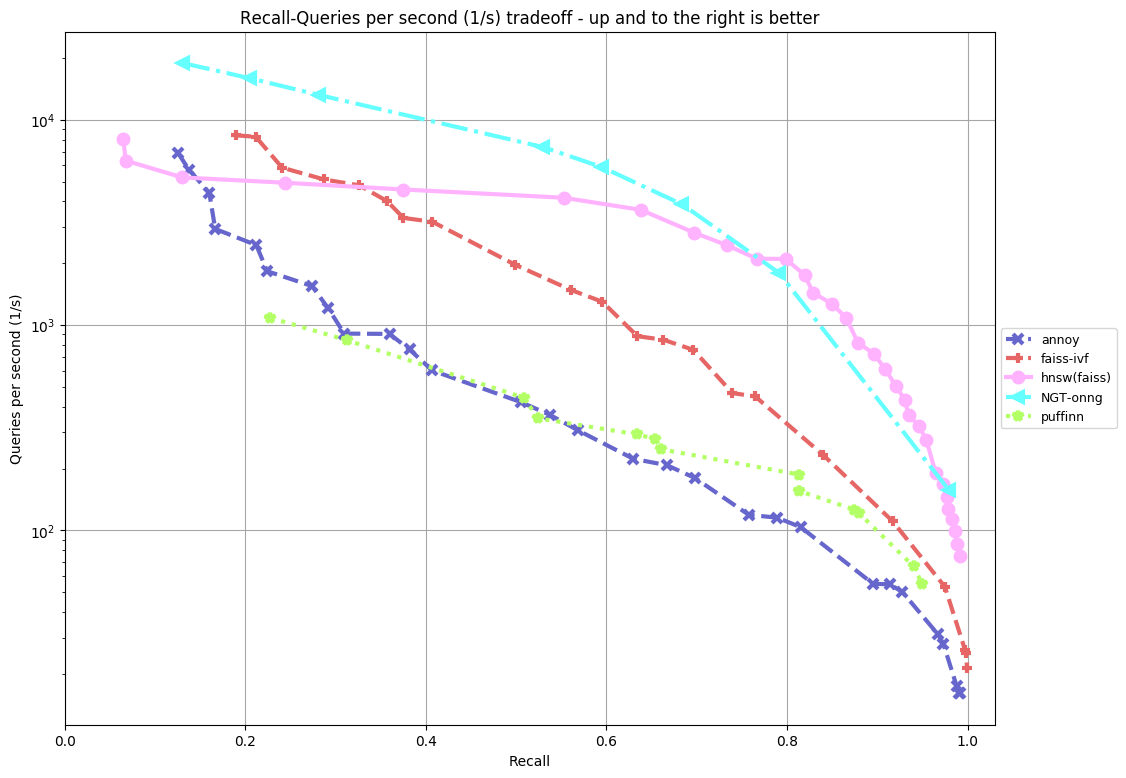 Recall-Queries per second (1/s) tradeoff - up and to the right is better
Queries per second (1/s)
10^4
10^3
10^2
0.0 0.2 0.4 0.6 0.8 1.0
Recall
annoy
faiss-ivf
hnsw(faiss)
NGT-onng
puffinn